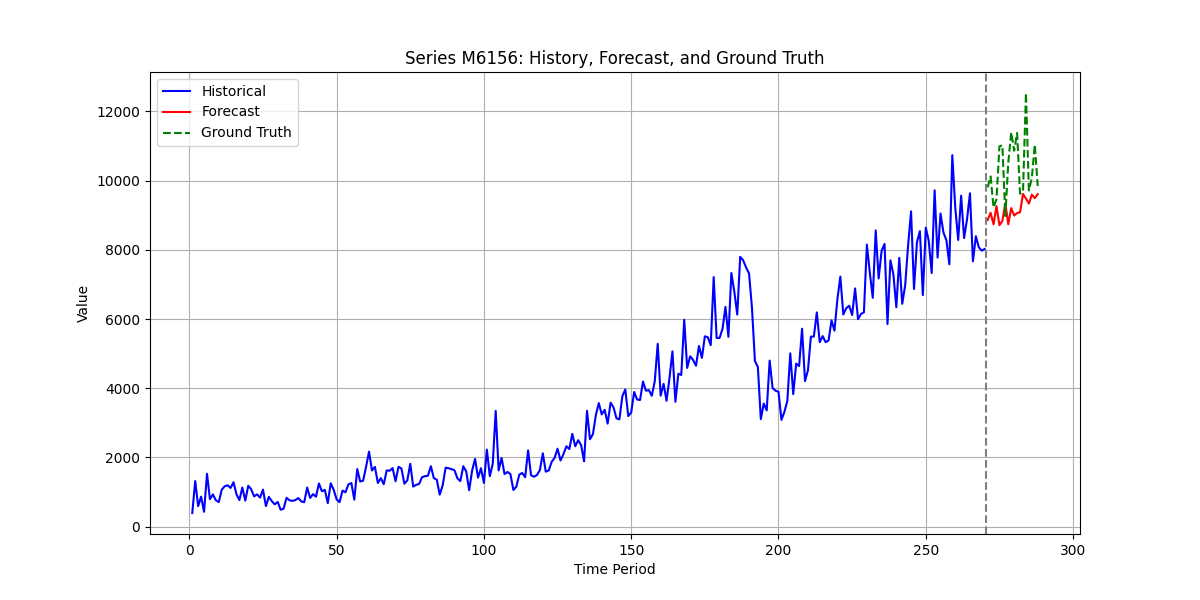 Series M6156: History, Forecast, and Ground Truth
Historical
Forecast
Ground Truth
Value
12000
10000
8000
6000
4000
2000
0
0 50 100 150 200 250 300
Time Period